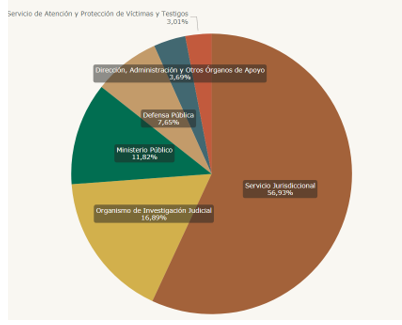 Servicio de Atención y Protección de Víctimas y Testigos
3,01%
Dirección, Administración y Otros Órganos de Apoyo
3,69%
Defensa Pública
7,65%
Ministerio Público
11,82%
Servicio Jurisdiccional
56,93%
Organismo de Investigación Judicial
16,89%